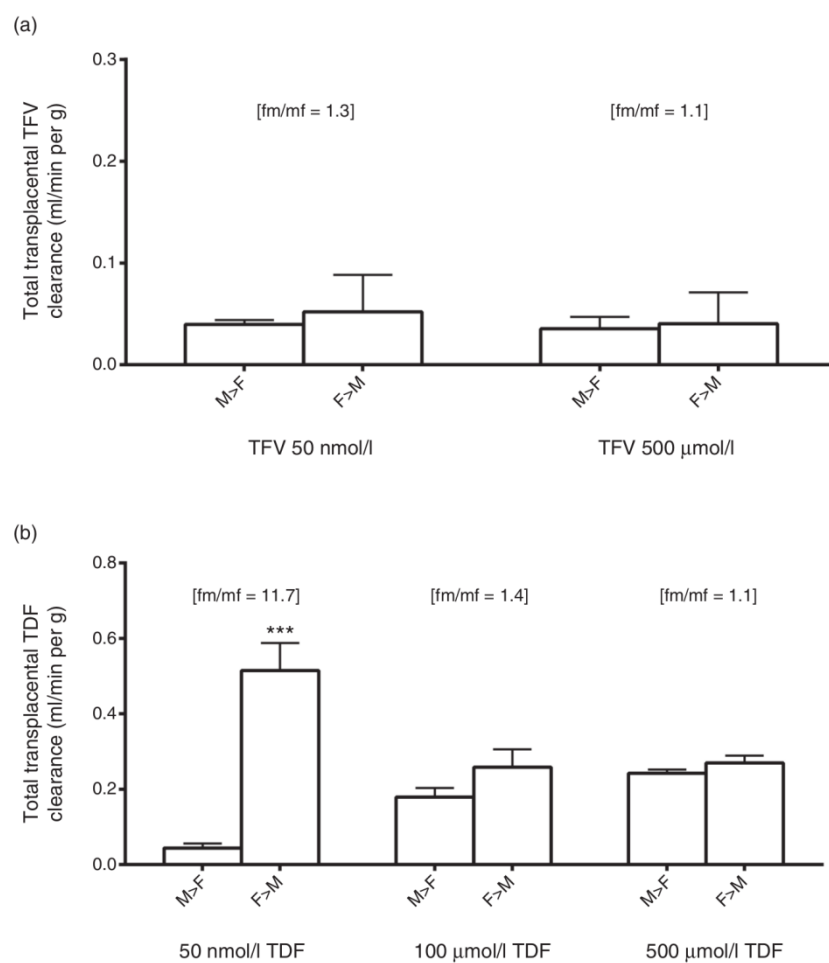 (a)
Total transplacental TFV
clearance (ml/min per g)
0.3
0.2
0.1
0.0
[fm/mf = 1.3]
[fm/mf = 1.1]
M>F
F>M
M>F
F>M
TFV 50 nmol/l
TFV 500 μmol/l
(b)
Total transplacental TDF
clearance (ml/min per g)
0.8
0.6
0.4
0.2
0.0
[fm/mf = 11.7]
[fm/mf = 1.4]
[fm/mf = 1.1]
***
M>F
F>M
M>F
F>M
M>F
F>M
50 nmol/l TDF
100 μmol/l TDF
500 μmol/l TDF